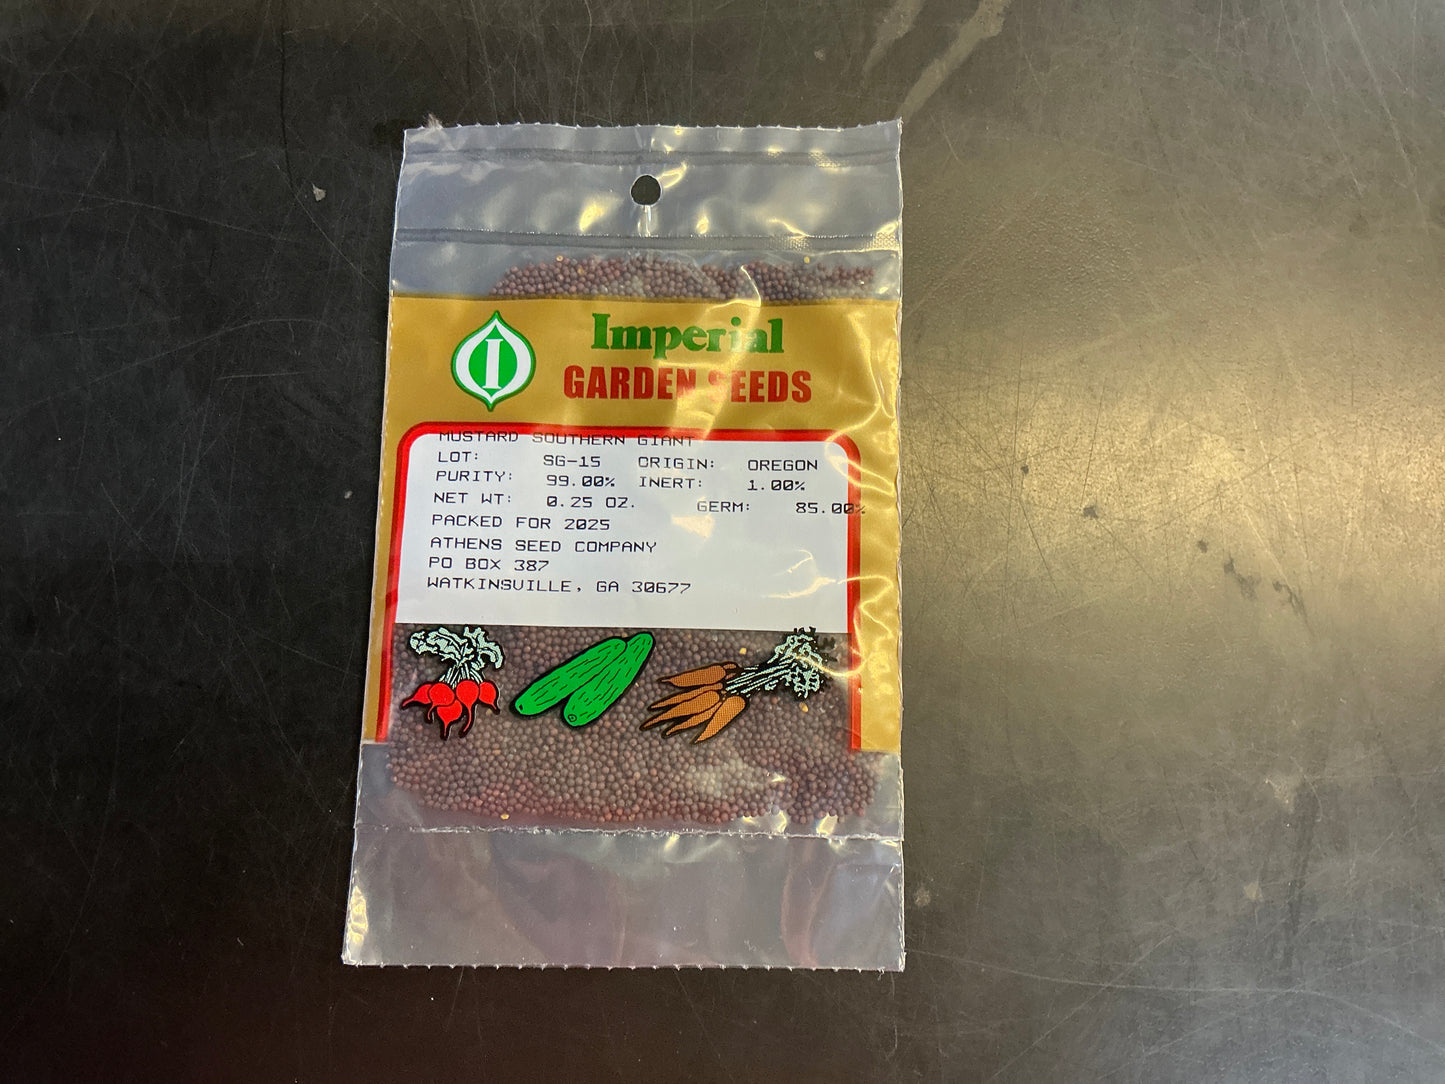 I
Imperial
GARDEN SEEDS
MUSTARD SOUTHERN GIANT
LOT: SG-15 ORIGIN: OREGON
PURITY: 99.00% INERT: 1.00%
NET WT: 0.25 OZ. GERM: 85.00%
PACKED FOR 2025
ATHENS SEED COMPANY
PO BOX 387
WATKINSVILLE, GA 30677